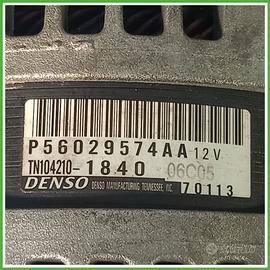 P56029574AA 12V
TN104210-1840 06C05
DENSO DENSO MANUFACTURING TENNESSEE, INC. 70113